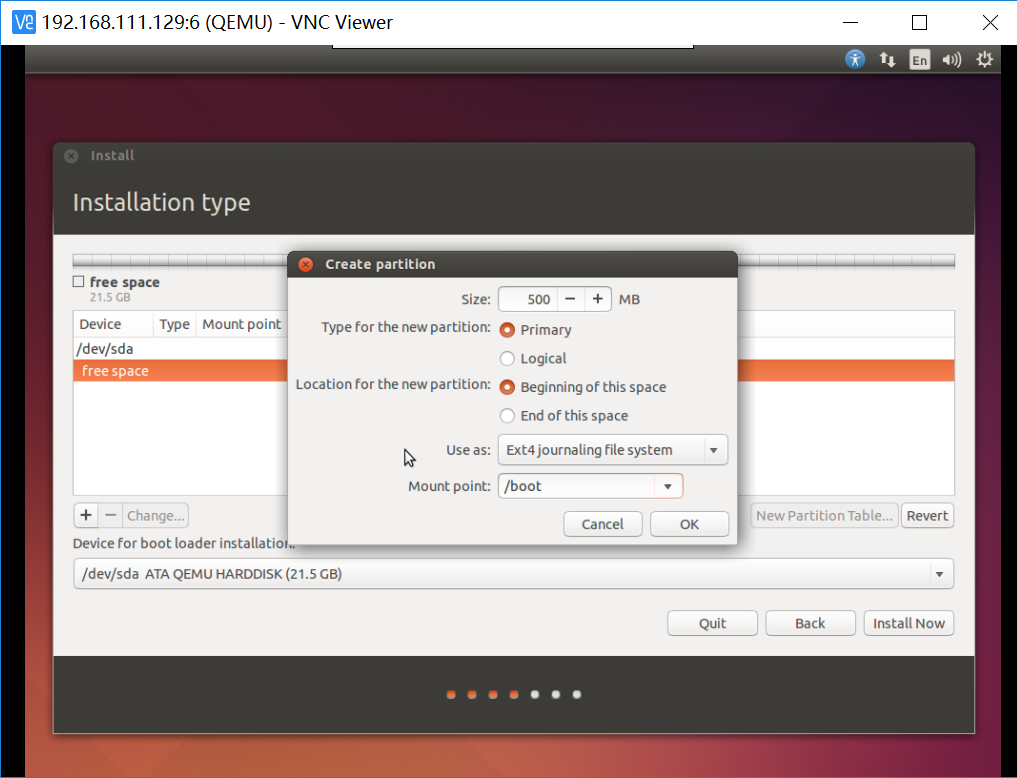 192.168.111.129:6 (QEMU) - VNC Viewer
En
Install
Installation type
free space
21.5 GB
Device Type Mount point
/dev/sda
free space
Create partition
Size: 500 − + MB
Type for the new partition: Primary
Logical
Location for the new partition: Beginning of this space
End of this space
Use as: Ext4 journaling file system
Mount point: /boot
Cancel OK
+ − Change... New Partition Table... Revert
Device for boot loader installation:
/dev/sda ATA QEMU HARDDISK (21.5 GB)
Quit Back Install Now